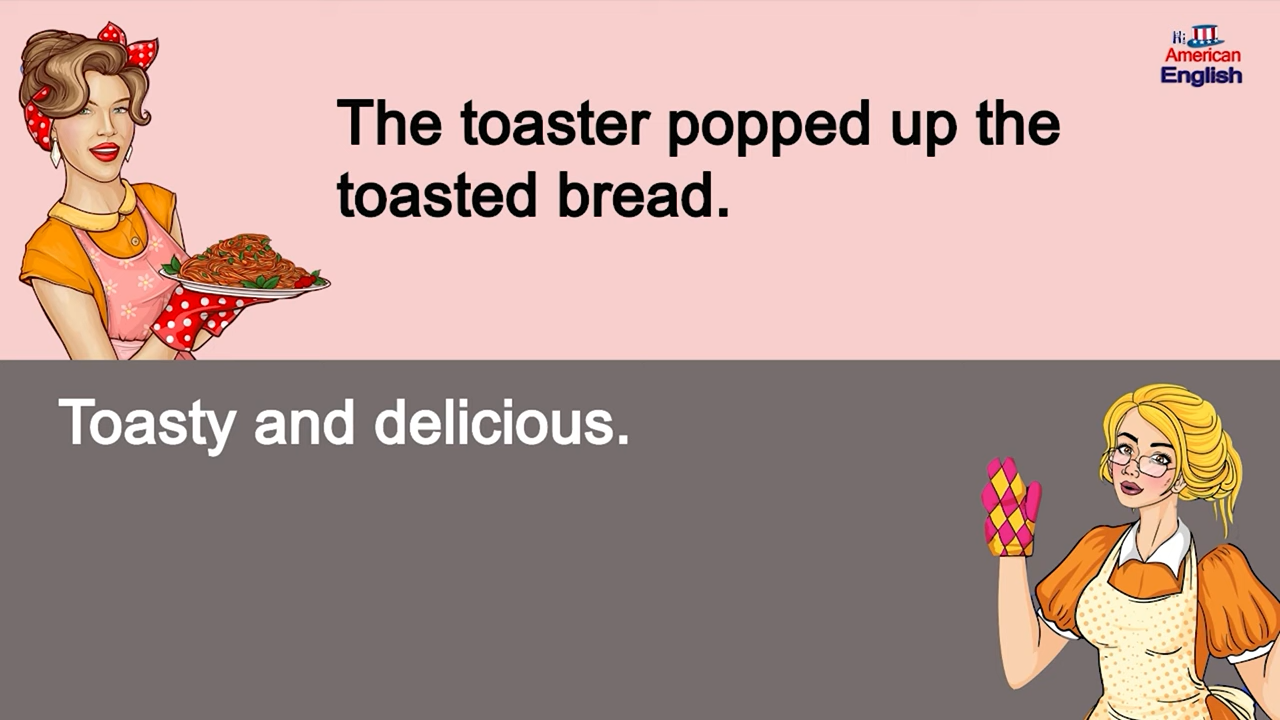 Hi
American
English
The toaster popped up the
toasted bread.
Toasty and delicious.